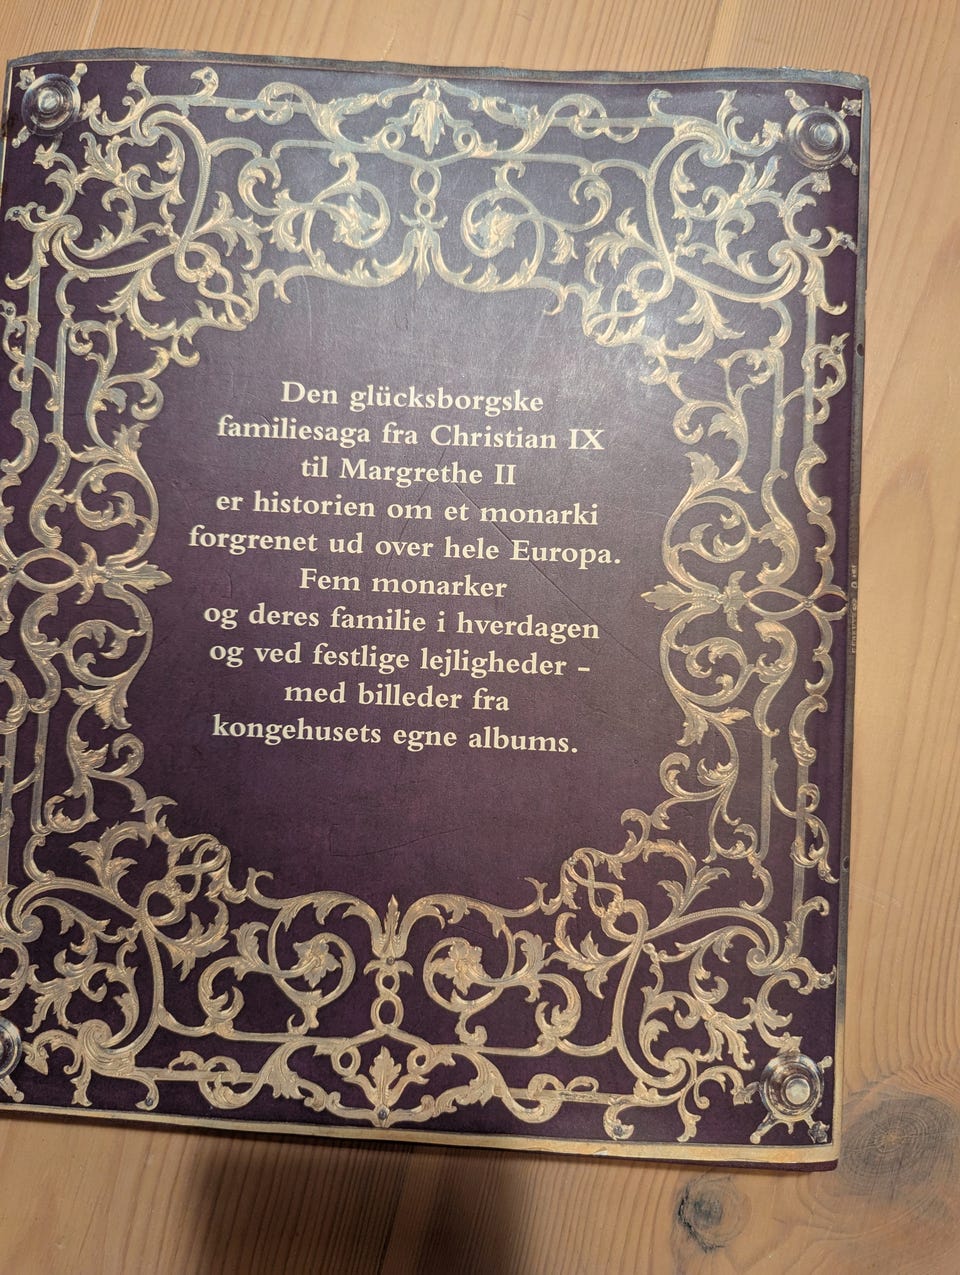 Den glücksborgske
familiesaga fra Christian IX
til Margrethe II
er historien om et monarki
forgrenet ud over hele Europa.
Fem monarker
og deres familie i hverdagen
og ved festlige lejligheder –
med billeder fra
kongehusets egne albums.